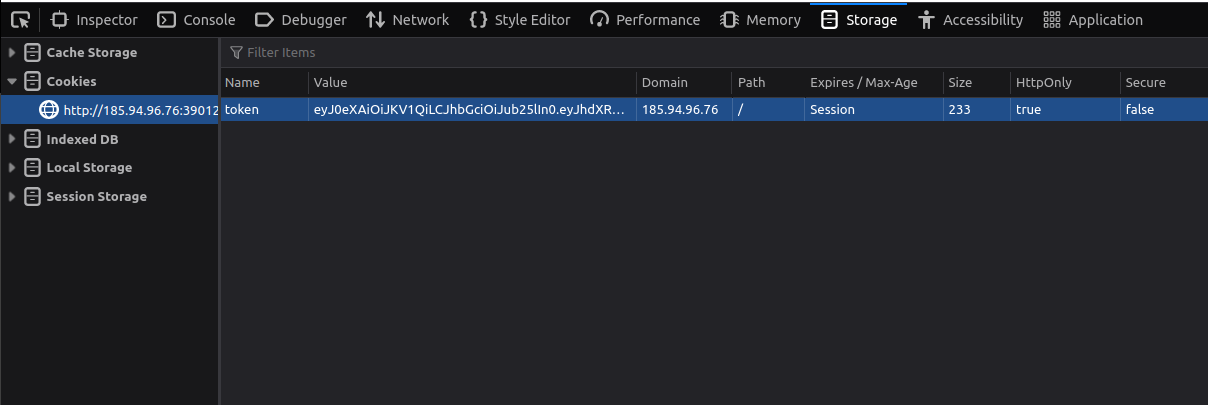 Inspector Console Debugger Network Style Editor Performance Memory Storage Accessibility Application
Cache Storage
Filter Items
Cookies
Name Value Domain Path Expires / Max-Age Size HttpOnly Secure
http://185.94.96.76:39012
token eyJ0eXAiOiJKV1QiLCJhbGciOiJub25lIn0.eyJhdXR… 185.94.96.76 / Session 233 true false
Indexed DB
Local Storage
Session Storage